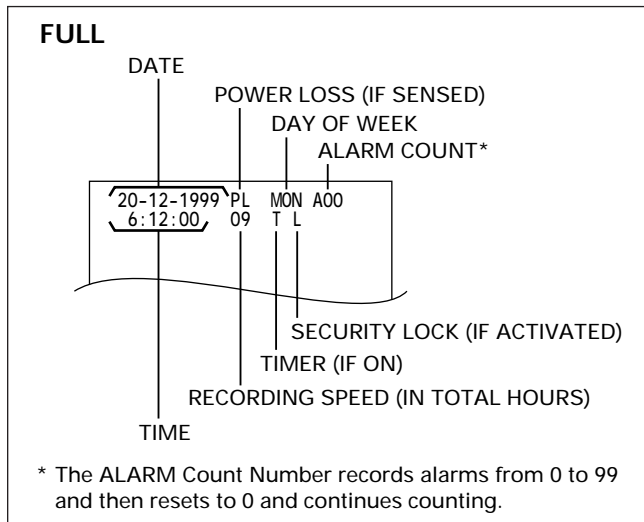 FULL
DATE
POWER LOSS (IF SENSED)
DAY OF WEEK
ALARM COUNT*
20-12-1999 PL MON A00
6:12:00 09 T L
SECURITY LOCK (IF ACTIVATED)
TIMER (IF ON)
RECORDING SPEED (IN TOTAL HOURS)
TIME
* The ALARM Count Number records alarms from 0 to 99
and then resets to 0 and continues counting.